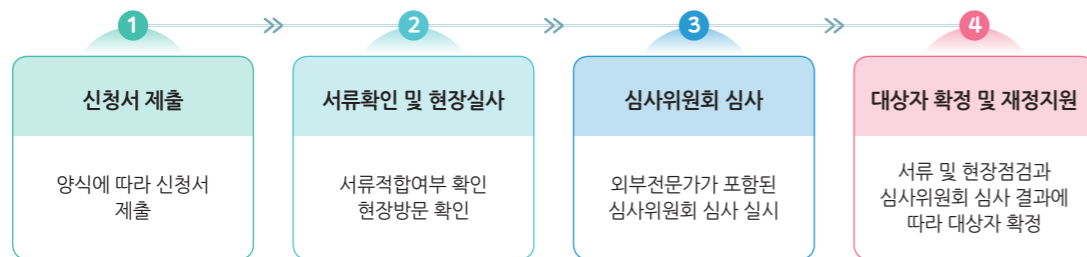 1
신청서 제출
양식에 따라 신청서
제출
2
서류확인 및 현장실사
서류적합여부 확인
현장방문 확인
3
심사위원회 심사
외부전문가가 포함된
심사위원회 심사 실시
4
대상자 확정 및 재정지원
서류 및 현장점검과
심사위원회 심사 결과에
따라 대상자 확정